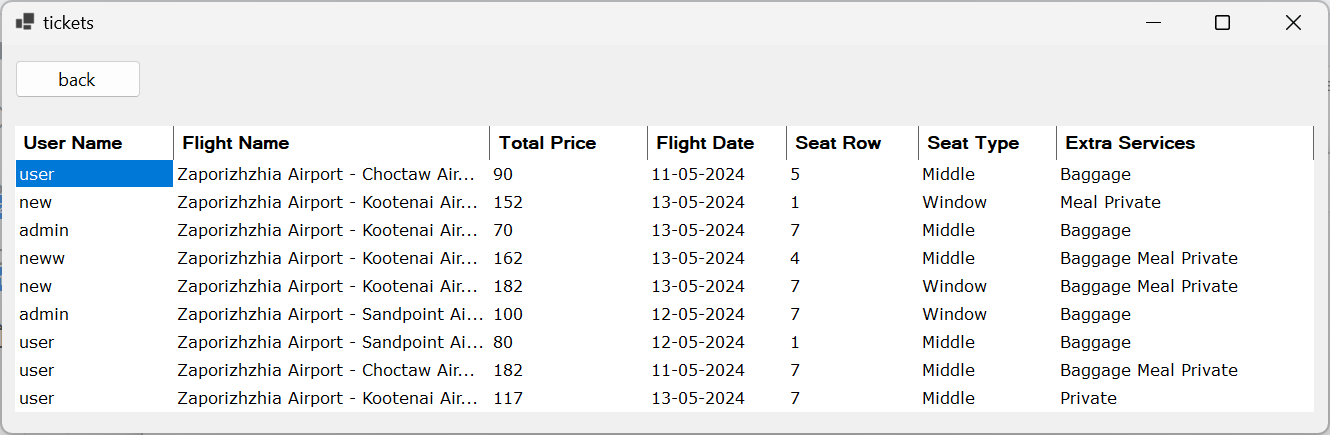 tickets
back
User Name Flight Name Total Price Flight Date Seat Row Seat Type Extra Services
user Zaporizhzhia Airport - Choctaw Air... 90 11-05-2024 5 Middle Baggage
new Zaporizhzhia Airport - Kootenai Air... 152 13-05-2024 1 Window Meal Private
admin Zaporizhzhia Airport - Kootenai Air... 70 13-05-2024 7 Middle Baggage
neww Zaporizhzhia Airport - Kootenai Air... 162 13-05-2024 4 Middle Baggage Meal Private
new Zaporizhzhia Airport - Kootenai Air... 182 13-05-2024 7 Window Baggage Meal Private
admin Zaporizhzhia Airport - Sandpoint Ai... 100 12-05-2024 7 Window Baggage
user Zaporizhzhia Airport - Sandpoint Ai... 80 12-05-2024 1 Middle Baggage
user Zaporizhzhia Airport - Choctaw Air... 182 11-05-2024 7 Middle Baggage Meal Private
user Zaporizhzhia Airport - Kootenai Air... 117 13-05-2024 7 Middle Private